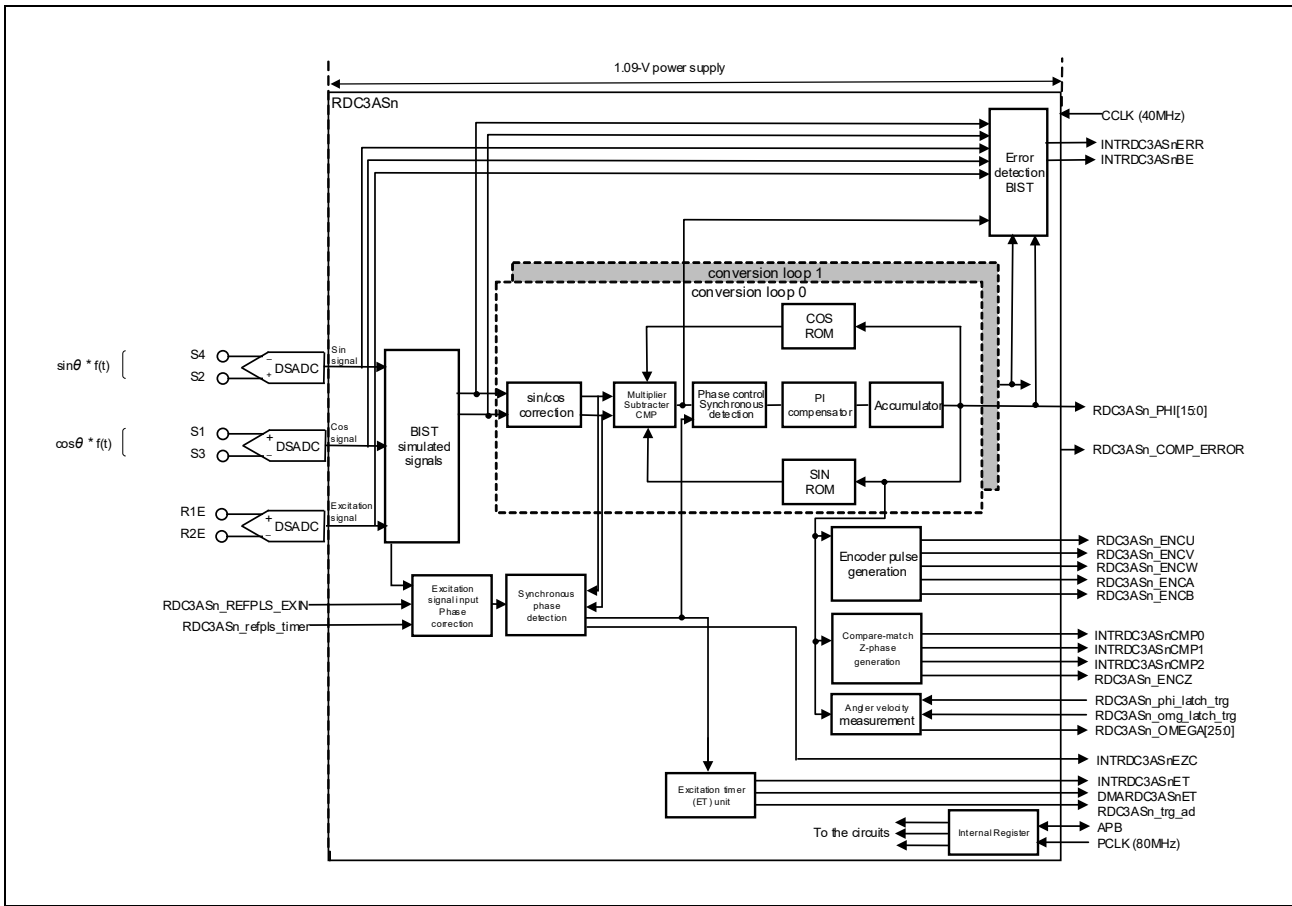 1.09-V power supply
RDC3ASn
CCLK (40MHz)
INTRDC3ASnERR
INTRDC3ASnBE
Error
detection
BIST
conversion loop 1
conversion loop 0
COS
ROM
sinθ * f(t)
S4
S2
−
+
DSADC
Sin
signal
cosθ * f(t)
S1
S3
+
−
DSADC
Cos
signal
R1E
R2E
+
−
DSADC
Excitation
signal
BIST
simulated
signals
sin/cos
correction
Multiplier
Subtracter
CMP
Phase control
Synchronous
detection
PI
compensator
Accumulator
RDC3ASn_PHI[15:0]
RDC3ASn_COMP_ERROR
SIN
ROM
Encoder pulse
generation
RDC3ASn_ENCU
RDC3ASn_ENCV
RDC3ASn_ENCW
RDC3ASn_ENCA
RDC3ASn_ENCB
RDC3ASn_REFPLS_EXIN
RDC3ASn_refpls_timer
Excitation
signal input
Phase
correction
Synchronous
phase
detection
Compare-match
Z-phase
generation
INTRDC3ASnCMP0
INTRDC3ASnCMP1
INTRDC3ASnCMP2
RDC3ASn_ENCZ
Angler velocity
measurement
RDC3ASn_phi_latch_trg
RDC3ASn_omg_latch_trg
RDC3ASn_OMEGA[25:0]
INTRDC3ASnEZC
Excitation timer
(ET) unit
INTRDC3ASnET
DMARDC3ASnET
RDC3ASn_trg_ad
To the circuits
Internal Register
APB
PCLK (80MHz)